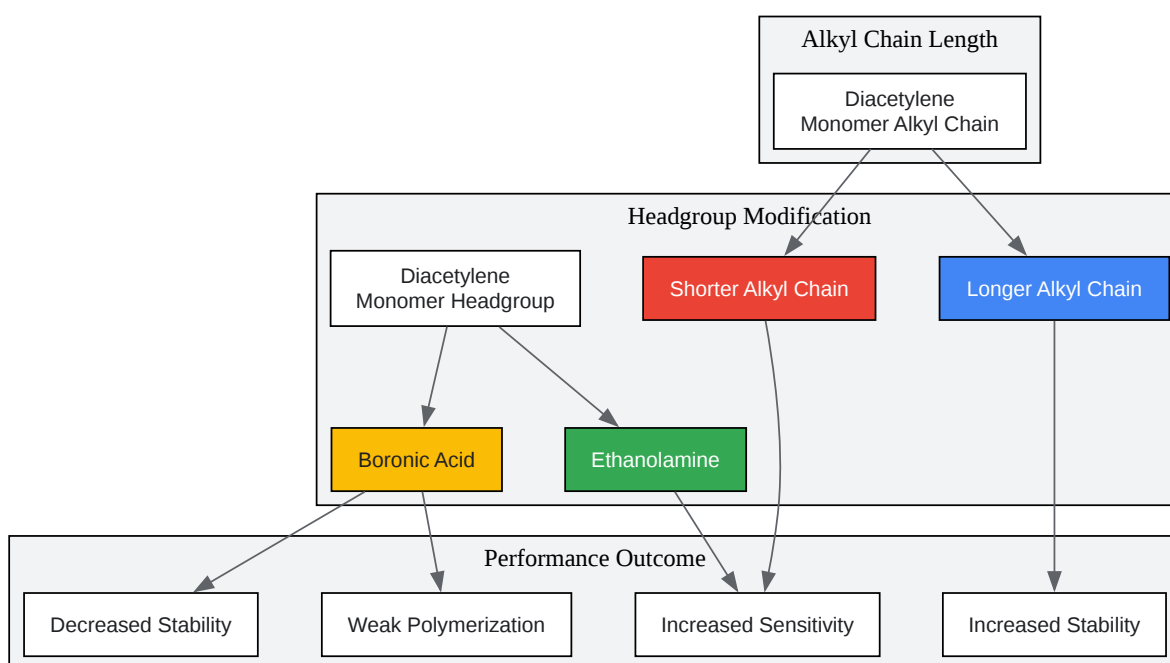 Alkyl Chain Length
Diacetylene
Monomer Alkyl Chain
Headgroup Modification
Diacetylene
Monomer Headgroup
Shorter Alkyl Chain
Longer Alkyl Chain
Boronic Acid
Ethanolamine
Performance Outcome
Decreased Stability
Weak Polymerization
Increased Sensitivity
Increased Stability